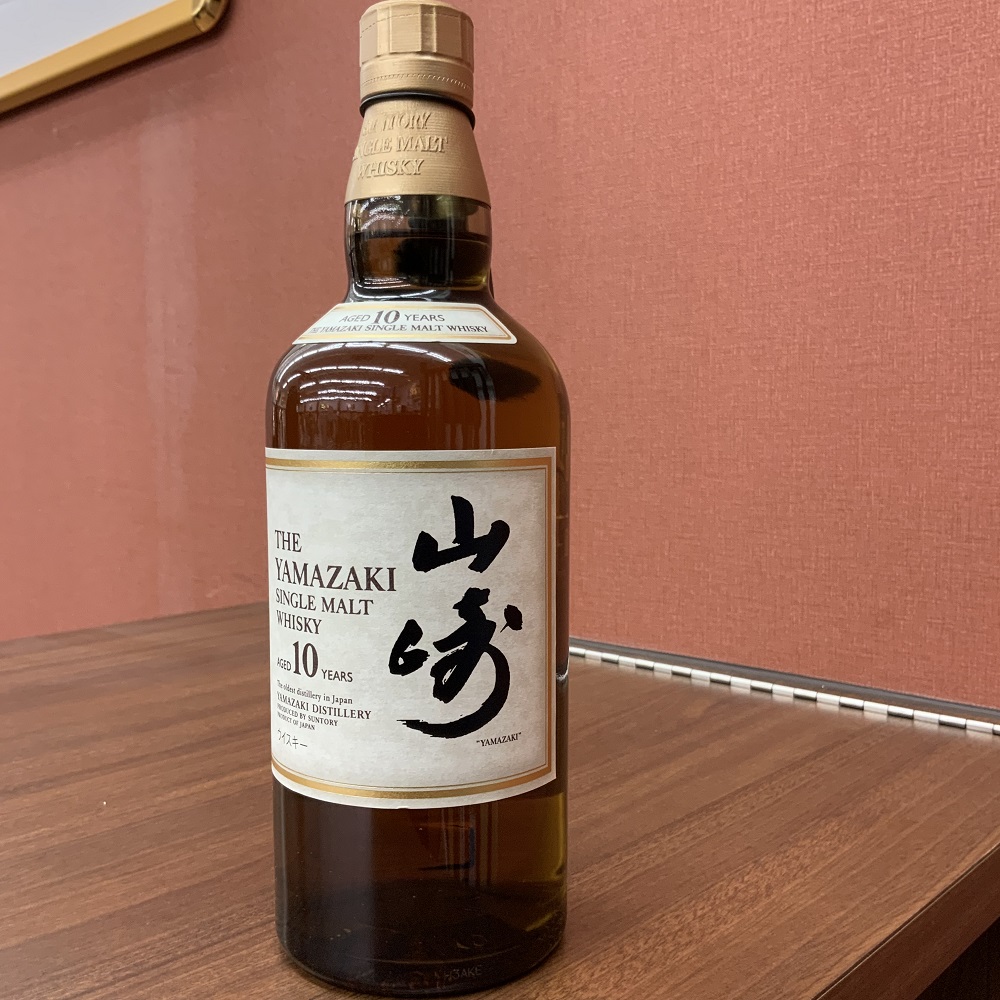 SUNTORY
SINGLE MALT
WHISKY
AGED 10 YEARS
THE YAMAZAKI SINGLE MALT WHISKY
THE
YAMAZAKI
SINGLE MALT
WHISKY
AGED 10 YEARS
The oldest distillery in Japan
YAMAZAKI DISTILLERY
PRODUCED BY SUNTORY
PRODUCT OF JAPAN
ウイスキー
山崎
"YAMAZAKI"